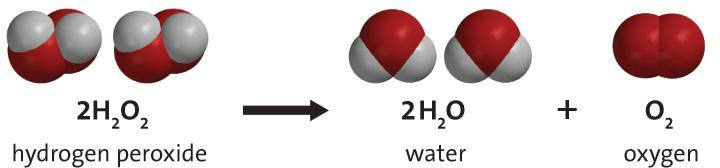 2H₂O₂ → 2H₂O + O₂
hydrogen peroxide water oxygen